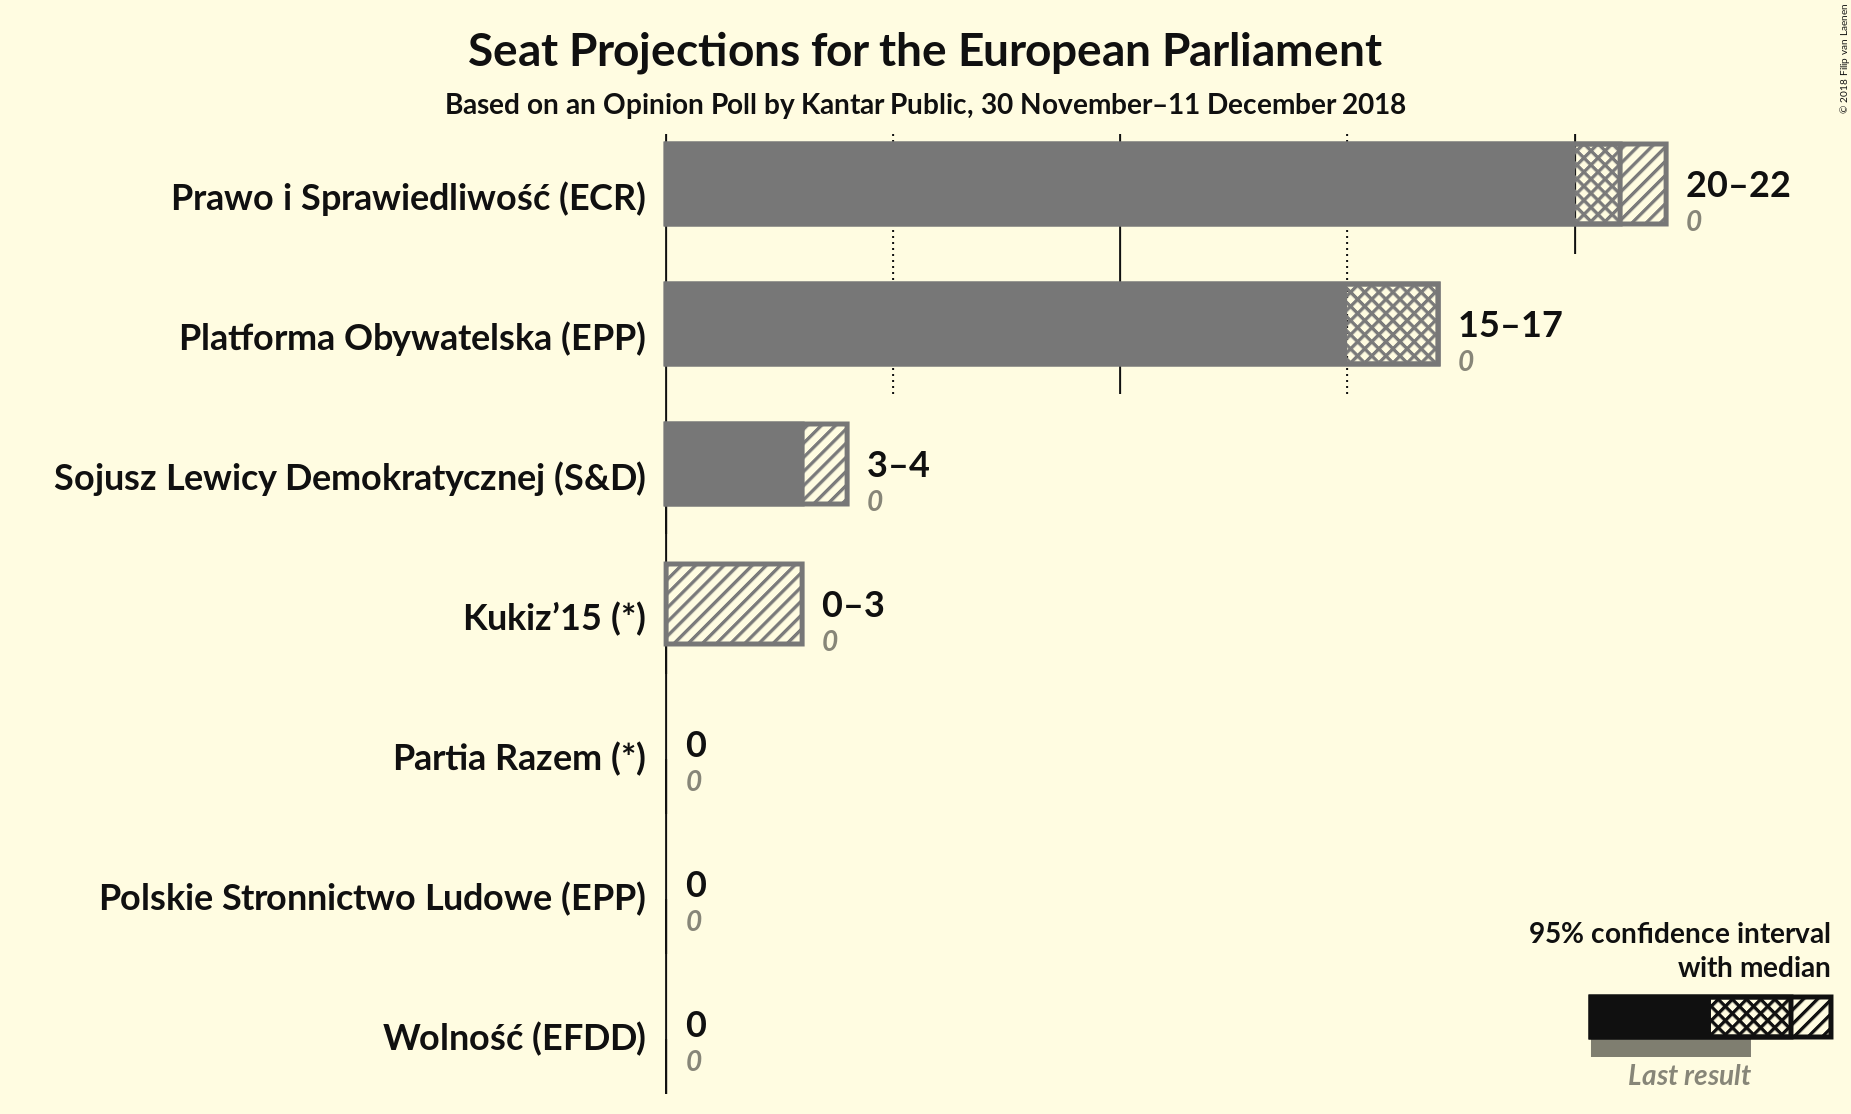 Seat Projections for the European Parliament
Based on an Opinion Poll by Kantar Public, 30 November–11 December 2018
© 2018 Filip van Laenen
Prawo i Sprawiedliwość (ECR)
20–22
0
Platforma Obywatelska (EPP)
15–17
0
Sojusz Lewicy Demokratycznej (S&D)
3–4
0
Kukiz’15 (*)
0–3
0
Partia Razem (*)
0
0
Polskie Stronnictwo Ludowe (EPP)
0
0
Wolność (EFDD)
0
0
95% confidence interval
with median
Last result